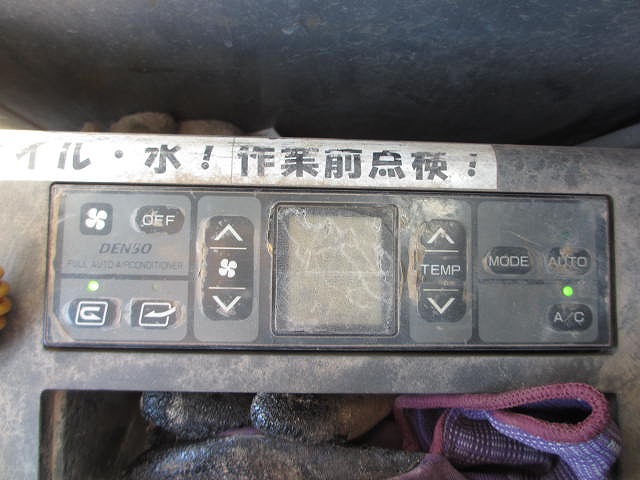 イル・水！作業前点検！
OFF
DENSO
FULL AUTO AIRCONDITIONER
TEMP
MODE
AUTO
A/C